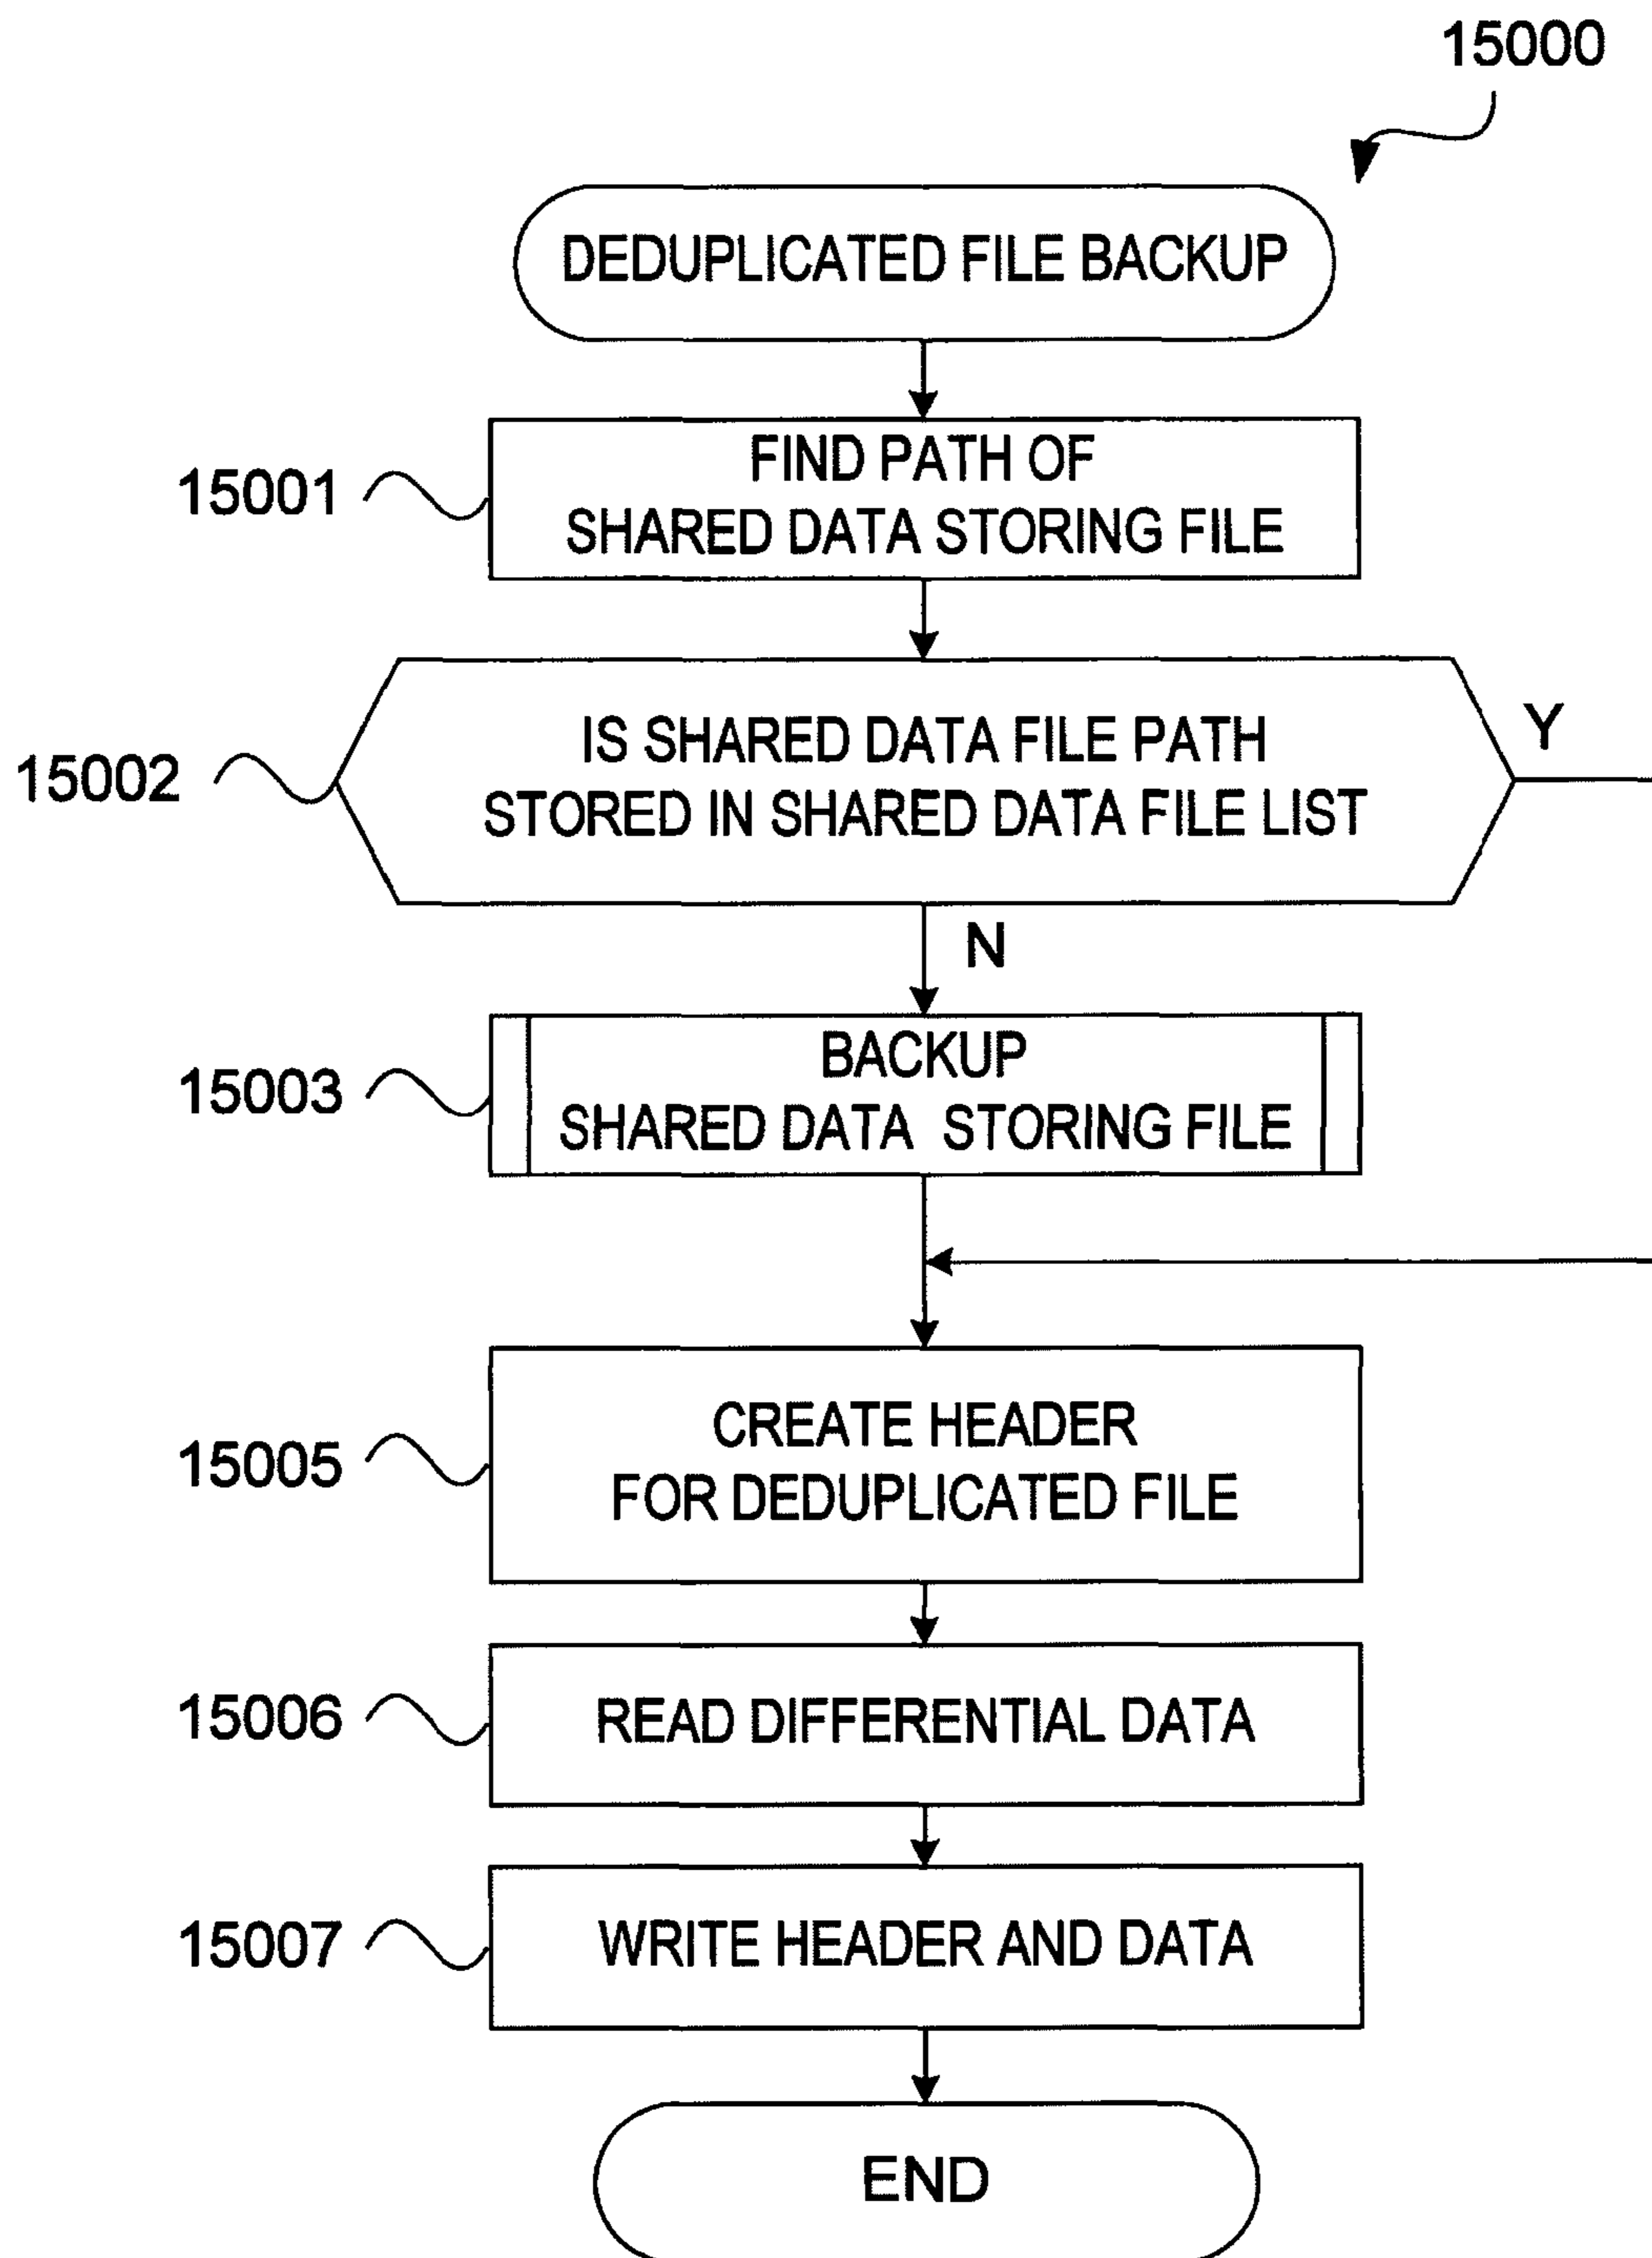 15000
DEDUPLICATED FILE BACKUP
15001
FIND PATH OF
SHARED DATA STORING FILE
15002
IS SHARED DATA FILE PATH
STORED IN SHARED DATA FILE LIST
Y
N
15003
BACKUP
SHARED DATA STORING FILE
15005
CREATE HEADER
FOR DEDUPLICATED FILE
15006
READ DIFFERENTIAL DATA
15007
WRITE HEADER AND DATA
END